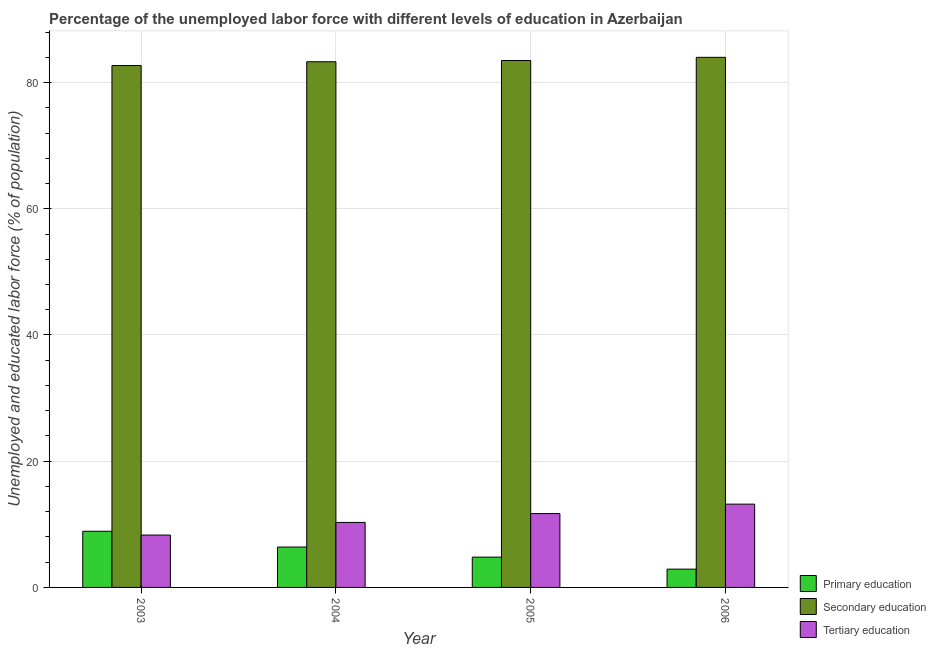 Percentage of the unemployed labor force with different levels of education in Azerbaijan
Unemployed and educated labor force (% of population)
80
60
40
20
0
2003
2004
2005
2006
Year
Primary education
Secondary education
Tertiary education